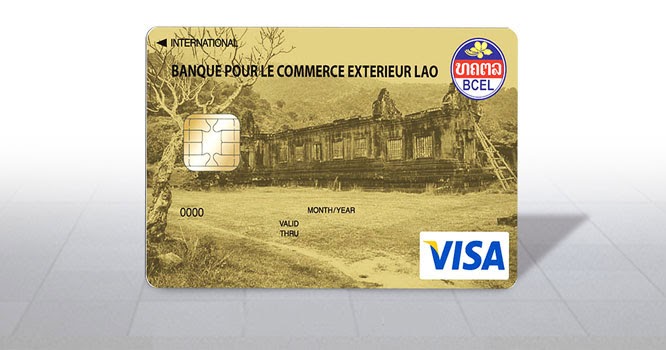 INTERNATIONAL
BANQUE POUR LE COMMERCE EXTERIEUR LAO
ທຄຕລ
BCEL
0000
MONTH/YEAR
VALID
THRU
VISA